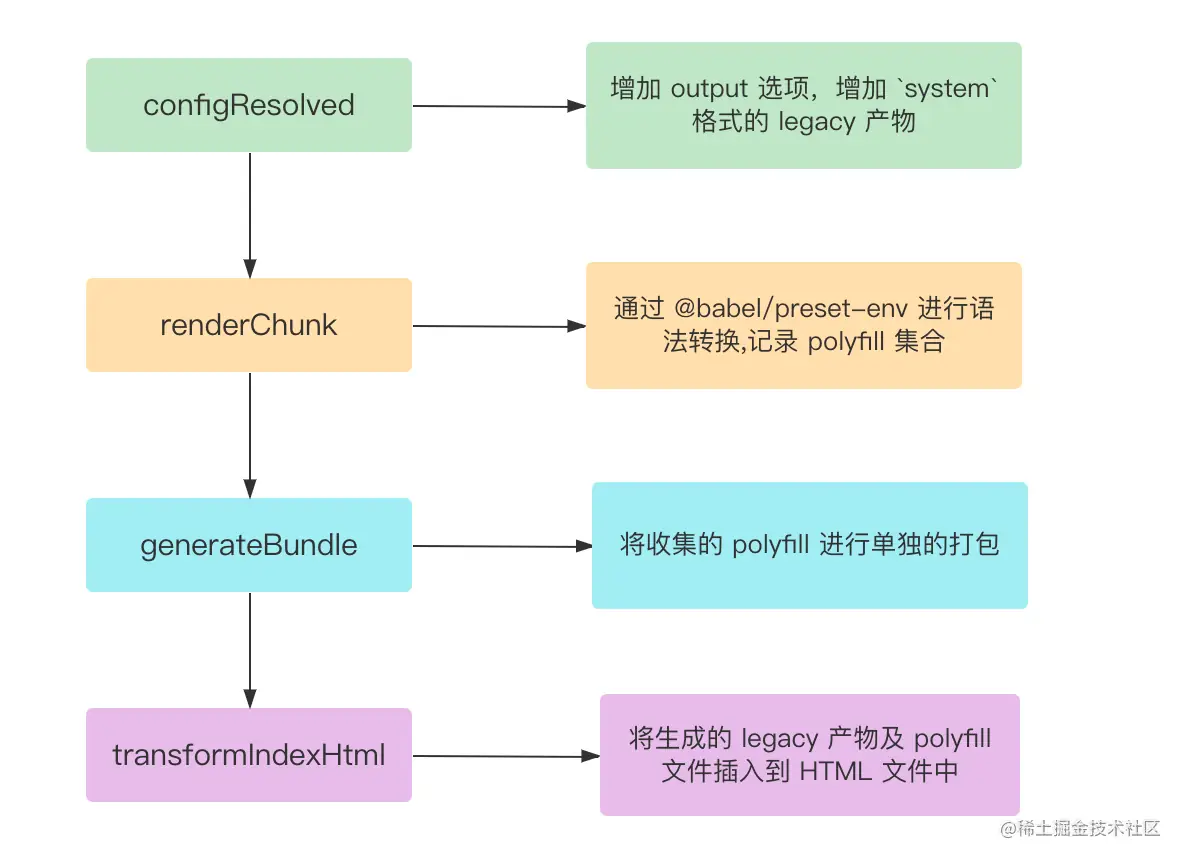 configResolved
增加 output 选项，增加 `system`
格式的 legacy 产物
renderChunk
通过 @babel/preset-env 进行语
法转换,记录 polyfill 集合
generateBundle
将收集的 polyfill 进行单独的打包
transformIndexHtml
将生成的 legacy 产物及 polyfill
文件插入到 HTML 文件中
@稀土掘金技术社区